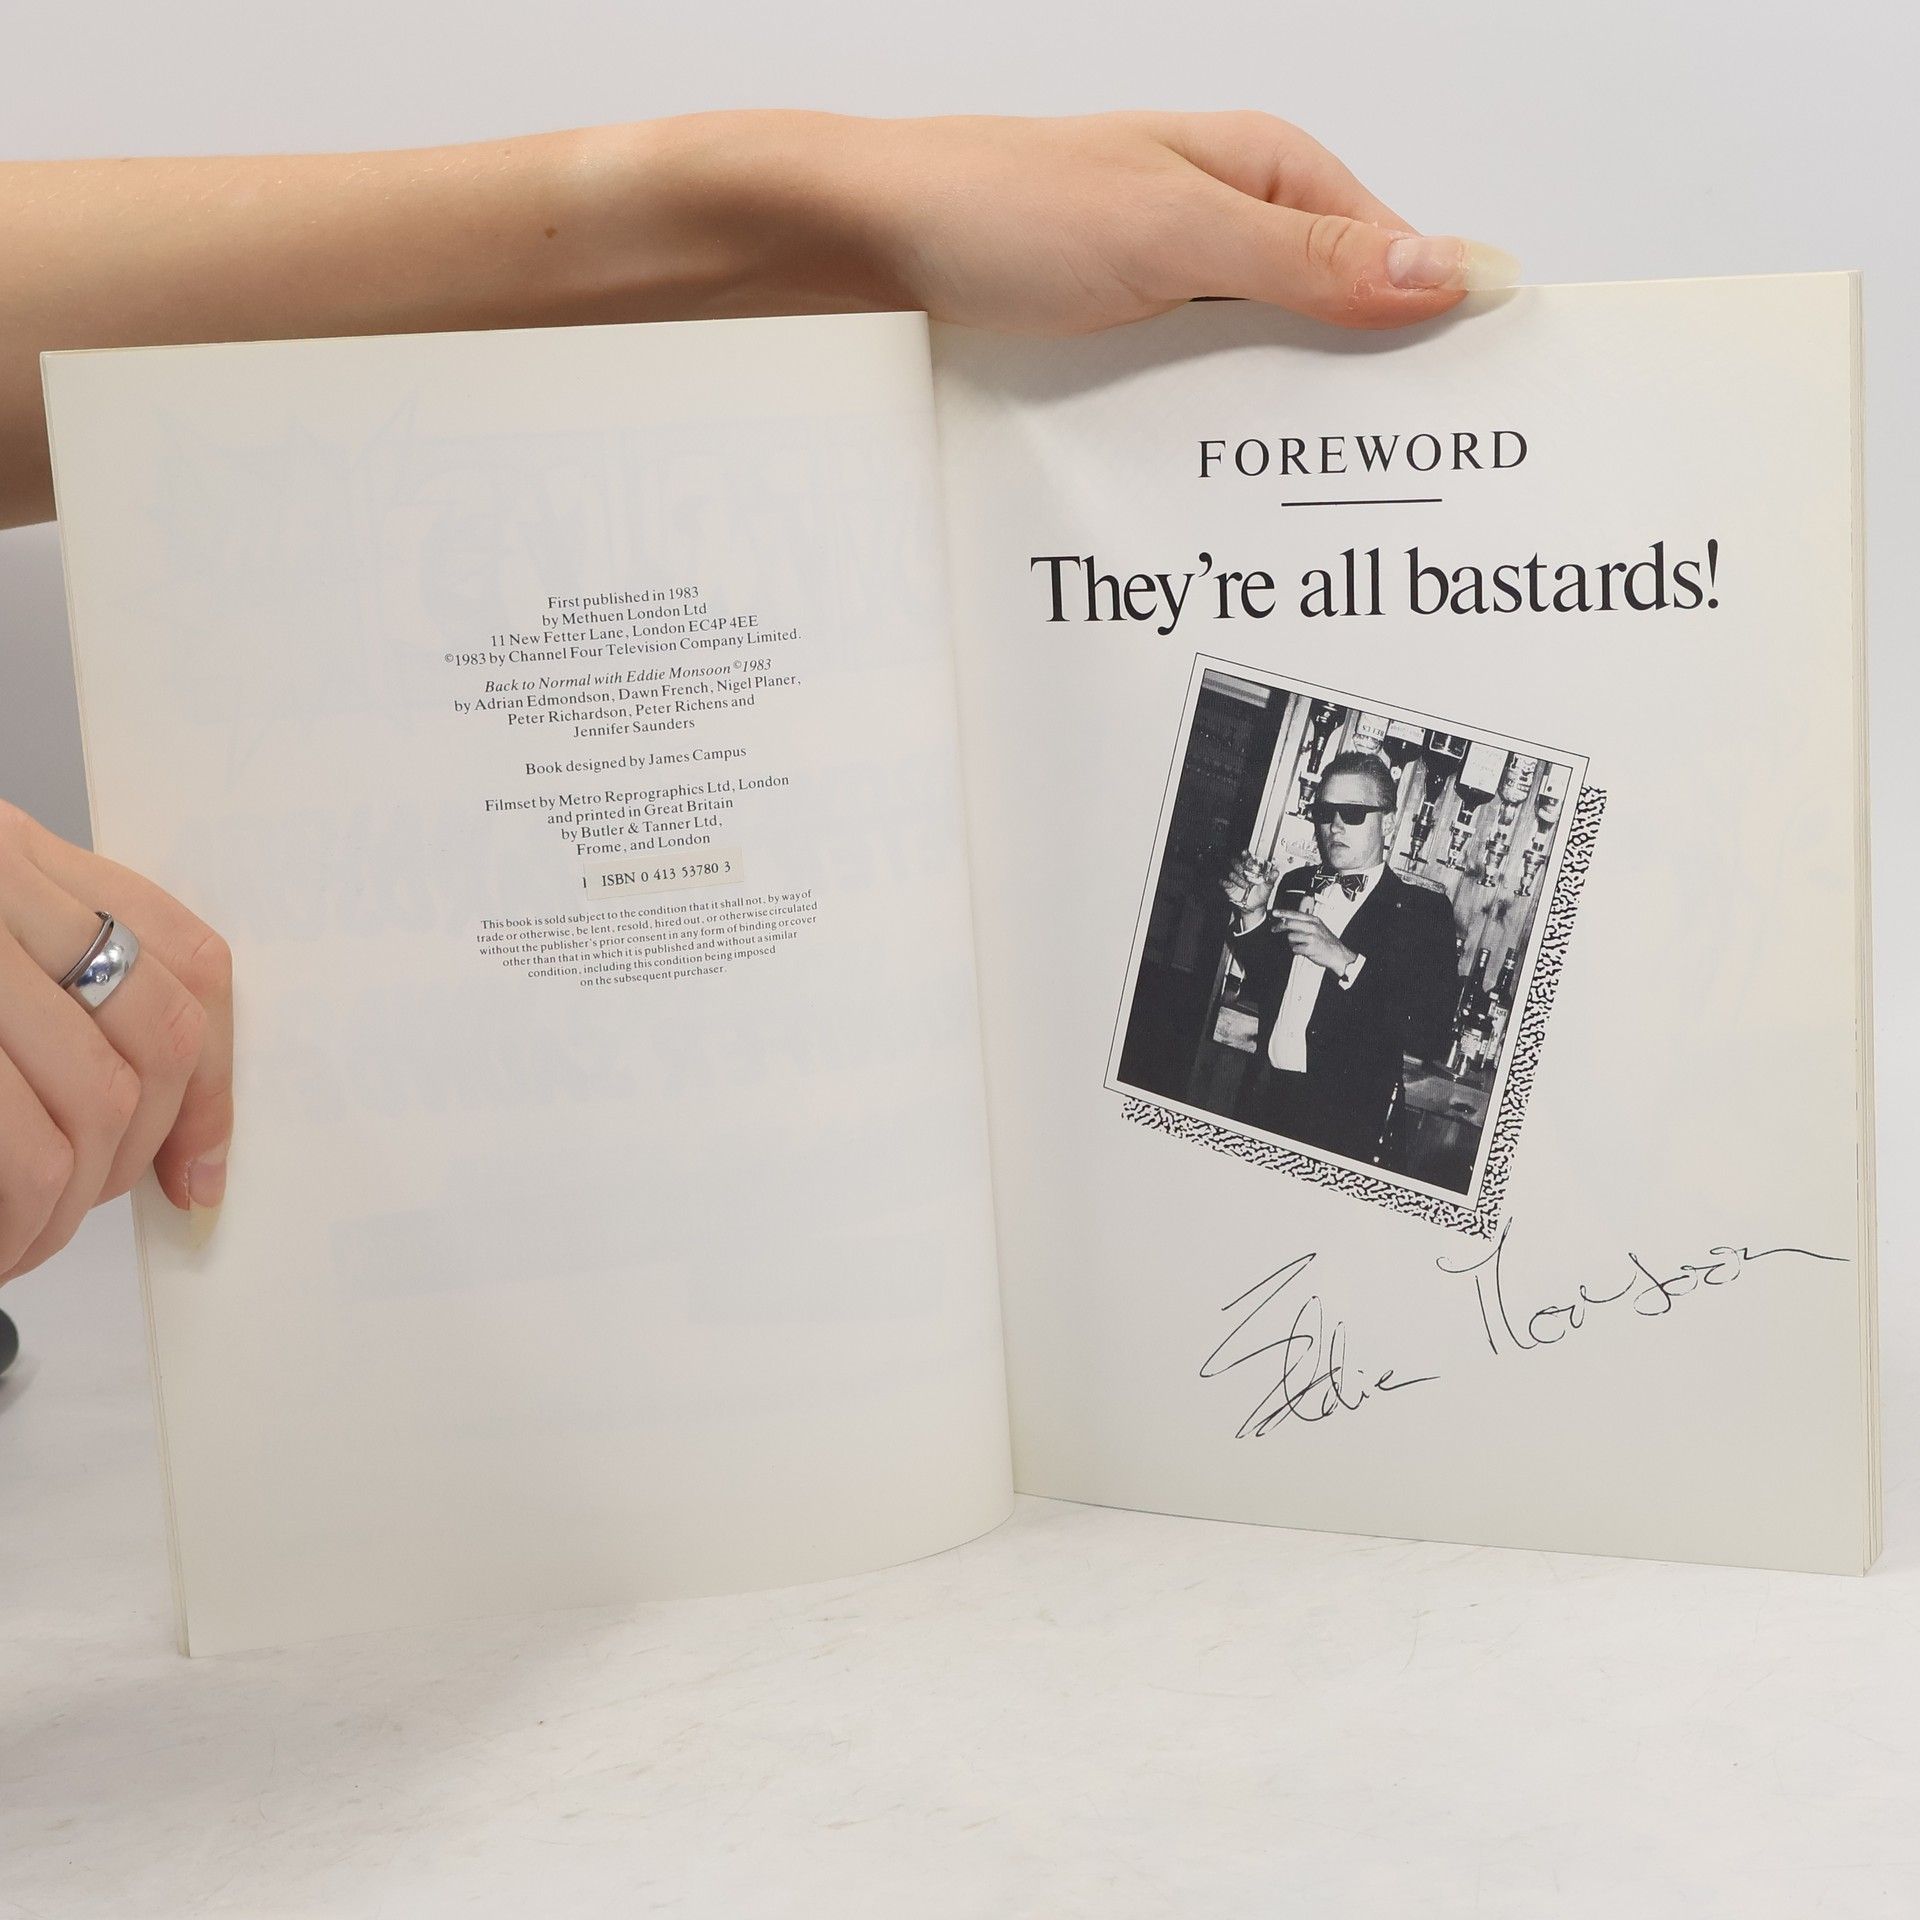 First published in 1983
by Methuen London Ltd
11 New Fetter Lane, London EC4P 4EE
©1983 by Channel Four Television Company Limited.
Back to Normal with Eddie Monsoon ©1983
by Adrian Edmondson, Dawn French, Nigel Planer,
Peter Richardson, Peter Richens and
Jennifer Saunders
Book designed by James Campus
Filmset by Metro Reprographics Ltd, London
and printed in Great Britain
by Butler & Tanner Ltd,
Frome, and London
ISBN 0 413 53780 3
This book is sold subject to the condition that it shall not, by way of
trade or otherwise, be lent, resold, hired out, or otherwise circulated
without the publisher's prior consent in any form of binding or cover
other than that in which it is published and without a similar
condition, including this condition being imposed
on the subsequent purchaser.
FOREWORD
They're all bastards!
BELL'S
Eddie Monsoon